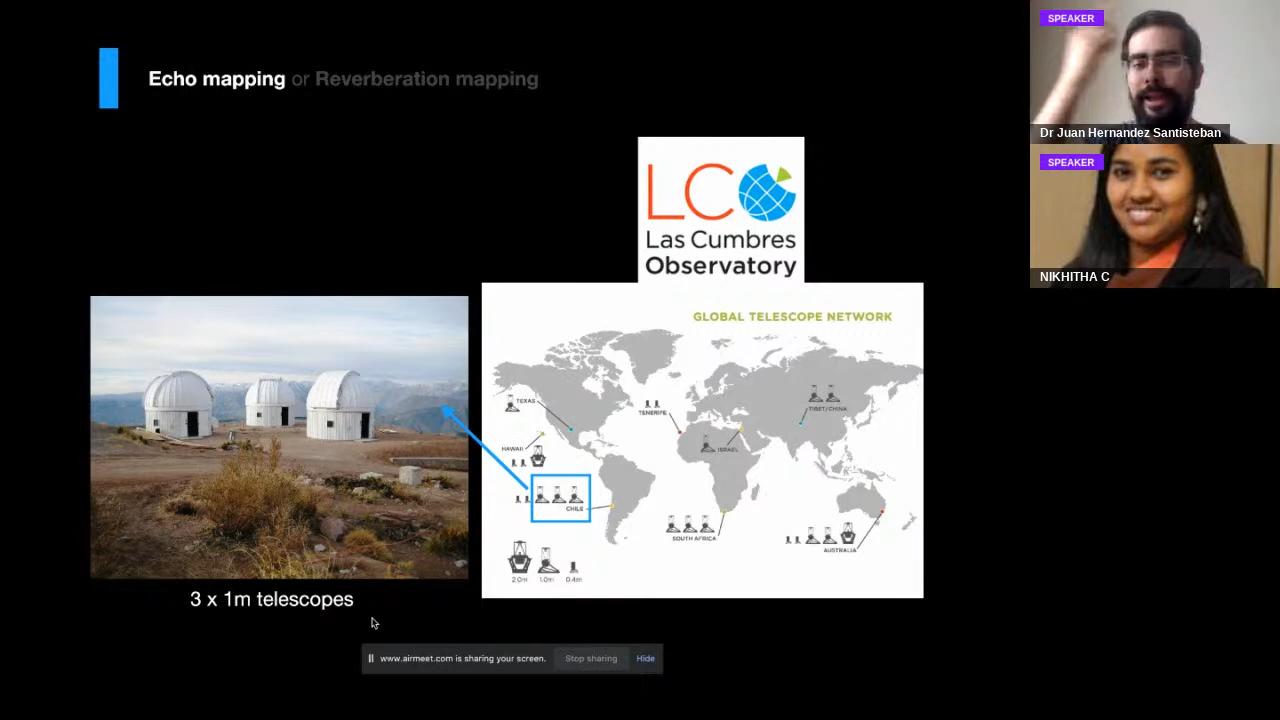 Echo mapping or Reverberation mapping
SPEAKER
Dr Juan Hernandez Santisteban
SPEAKER
NIKHITHA C
LCO
Las Cumbres
Observatory
GLOBAL TELESCOPE NETWORK
TEXAS
TENERIFE
TIBET/CHINA
HAWAII
ISRAEL
CHILE
SOUTH AFRICA
AUSTRALIA
2.0m 1.0m 0.4m
3 x 1m telescopes
www.airmeet.com is sharing your screen. Stop sharing Hide